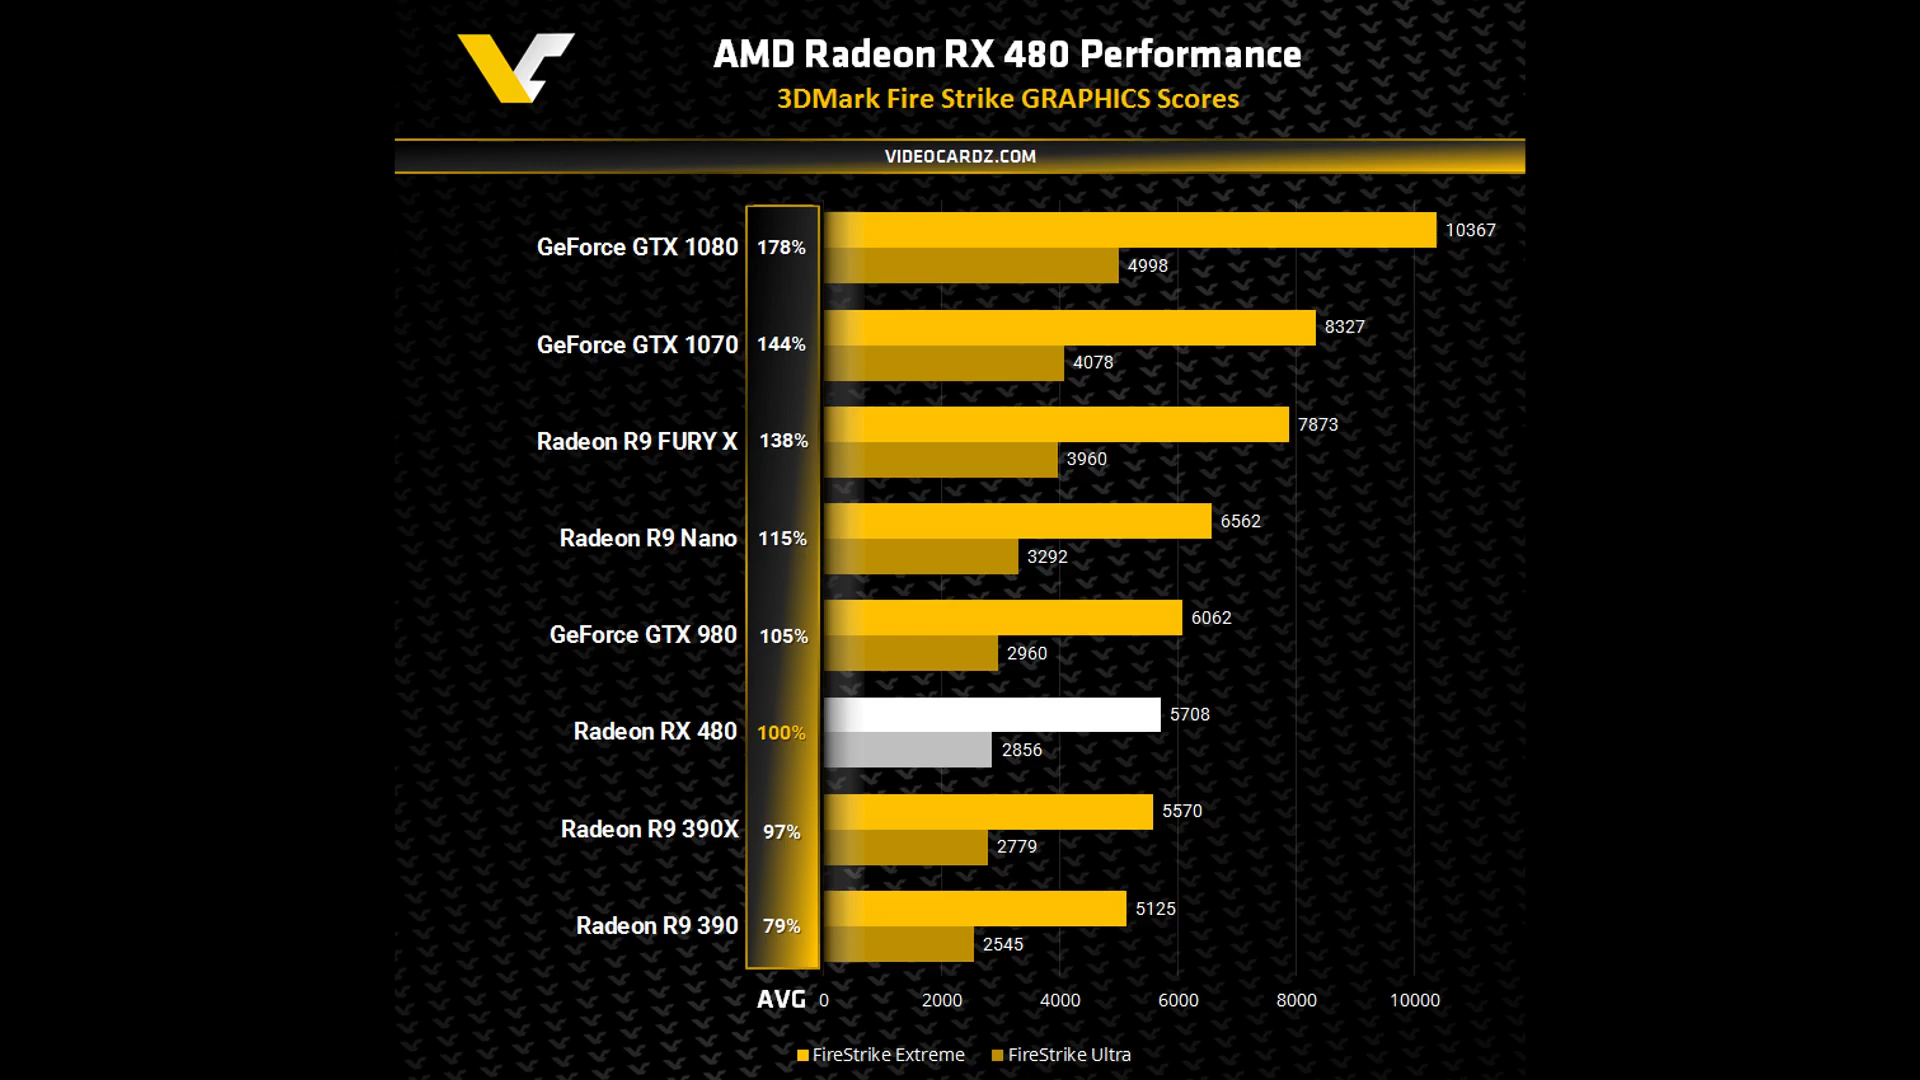 AMD Radeon RX 480 Performance
3DMark Fire Strike GRAPHICS Scores
VIDEOCARDZ.COM
GeForce GTX 1080 178% 10367
4998
GeForce GTX 1070 144% 8327
4078
Radeon R9 FURY X 138% 7873
3960
Radeon R9 Nano 115% 6562
3292
GeForce GTX 980 105% 6062
2960
Radeon RX 480 100% 5708
2856
Radeon R9 390X 97% 5570
2779
Radeon R9 390 79% 5125
2545
AVG 0 2000 4000 6000 8000 10000
FireStrike Extreme FireStrike Ultra